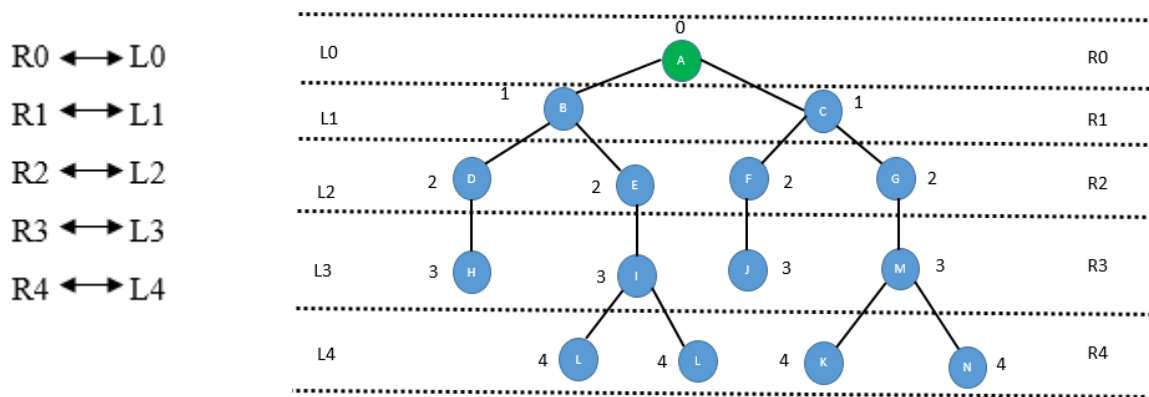 R0 ↔ L0
R1 ↔ L1
R2 ↔ L2
R3 ↔ L3
R4 ↔ L4
0
L0 A R0
1 B C 1
L1 R1
2 D 2 E F 2 G 2
L2 R2
L3 3 H 3 I J 3 M 3 R3
L4 4 L 4 L 4 K N 4 R4